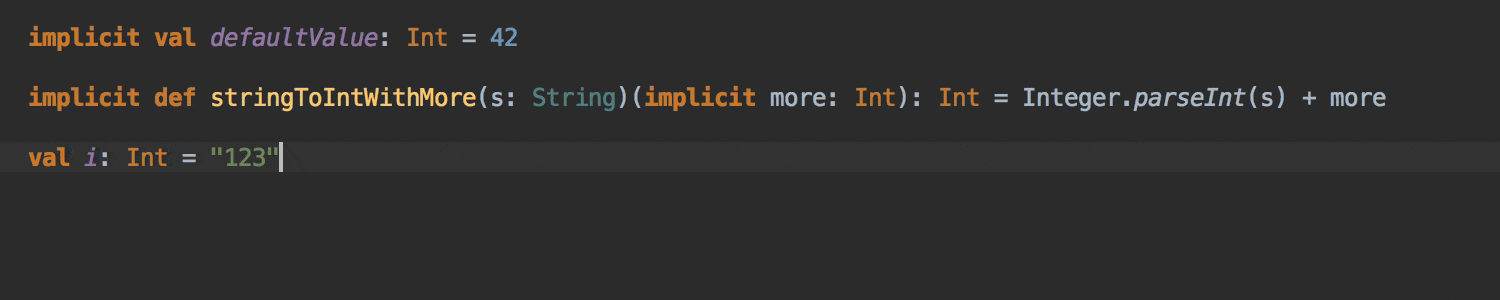 implicit val defaultValue: Int = 42
implicit def stringToIntWithMore(s: String)(implicit more: Int): Int = Integer.parseInt(s) + more
val i: Int = "123"